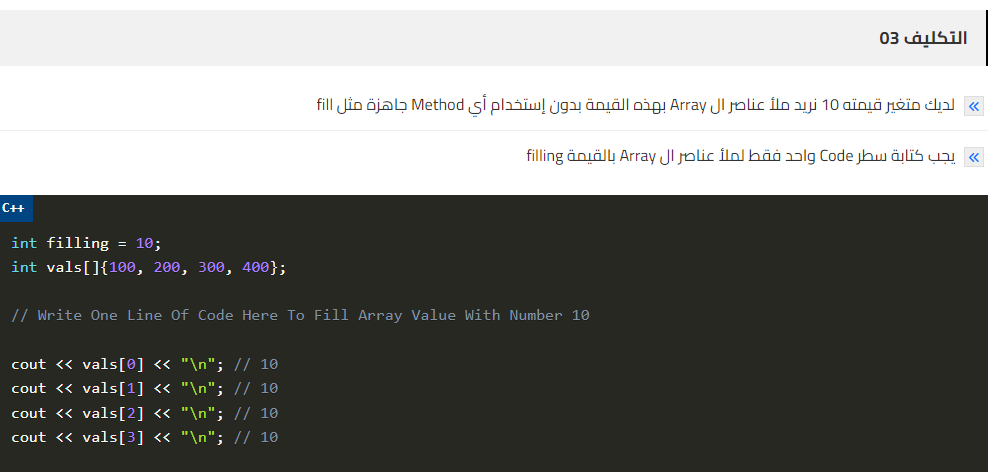 التكليف 03
لديك متغير قيمته 10 نريد ملأ عناصر ال Array بهذه القيمة بدون إستخدام أي Method جاهزة مثل fill
يجب كتابة سطر Code واحد فقط لملأ عناصر ال Array بالقيمة filling
C++
int filling = 10;
int vals[]{100, 200, 300, 400};
// Write One Line Of Code Here To Fill Array Value With Number 10
cout << vals[0] << "\n"; // 10
cout << vals[1] << "\n"; // 10
cout << vals[2] << "\n"; // 10
cout << vals[3] << "\n"; // 10